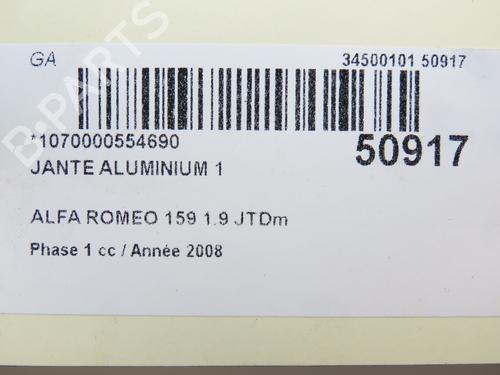 GA 34500101 50917
*1070000554690 50917
JANTE ALUMINIUM 1
ALFA ROMEO 159 1.9 JTDm
Phase 1 cc / Année 2008
B-PARTS